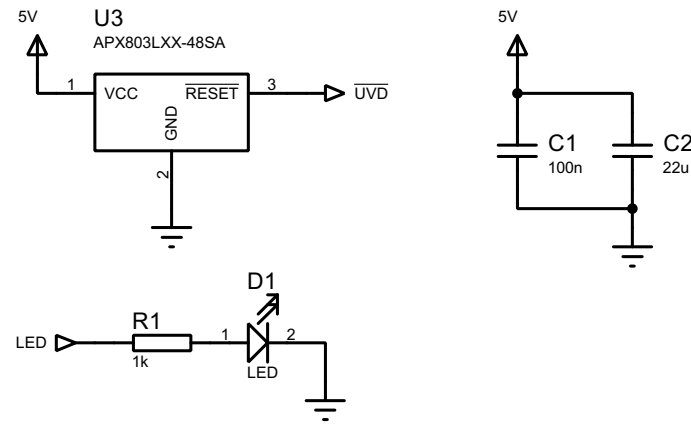 5V
U3
APX803LXX-48SA
1
VCC
RESET
3
UVD
GND
2
5V
C1
100n
C2
22u
D1
LED
R1
1k
1
2
LED